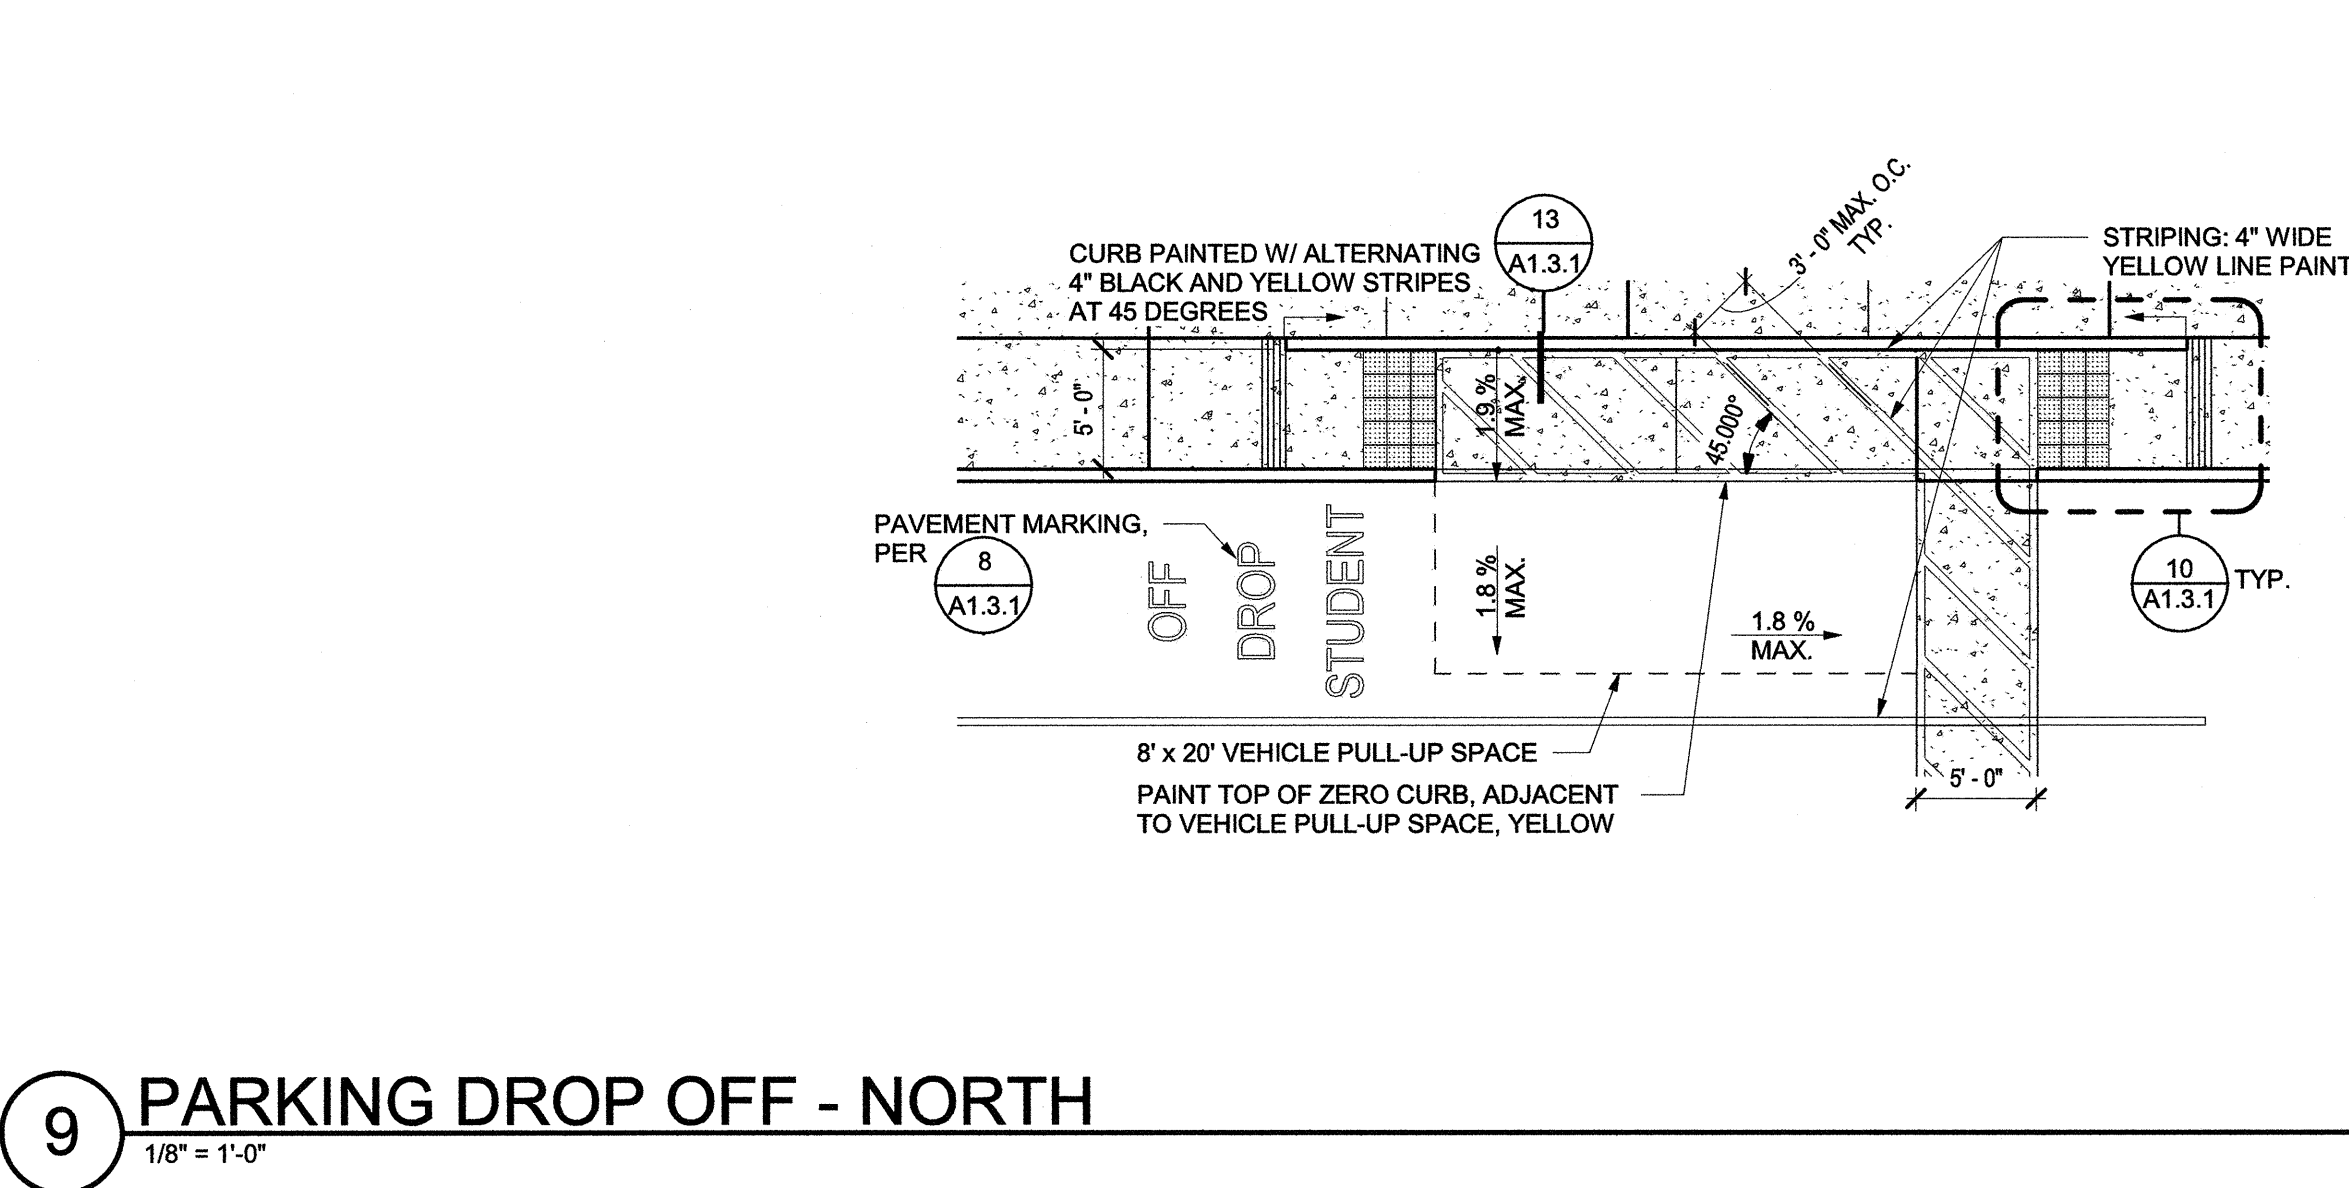 3' - 0" MAX. O.C.
TYP.
13
A1.3.1
CURB PAINTED W/ ALTERNATING
4" BLACK AND YELLOW STRIPES
AT 45 DEGREES
STRIPING: 4" WIDE
YELLOW LINE PAINT
5' - 0"
1.9 %
MAX.
45.000°
PAVEMENT MARKING,
PER
8
A1.3.1
OFF
DROP
STUDENT
1.8 %
MAX.
1.8 %
MAX.
10
A1.3.1
TYP.
8' x 20' VEHICLE PULL-UP SPACE
PAINT TOP OF ZERO CURB, ADJACENT
TO VEHICLE PULL-UP SPACE, YELLOW
5' - 0"
9
PARKING DROP OFF - NORTH
1/8" = 1'-0"